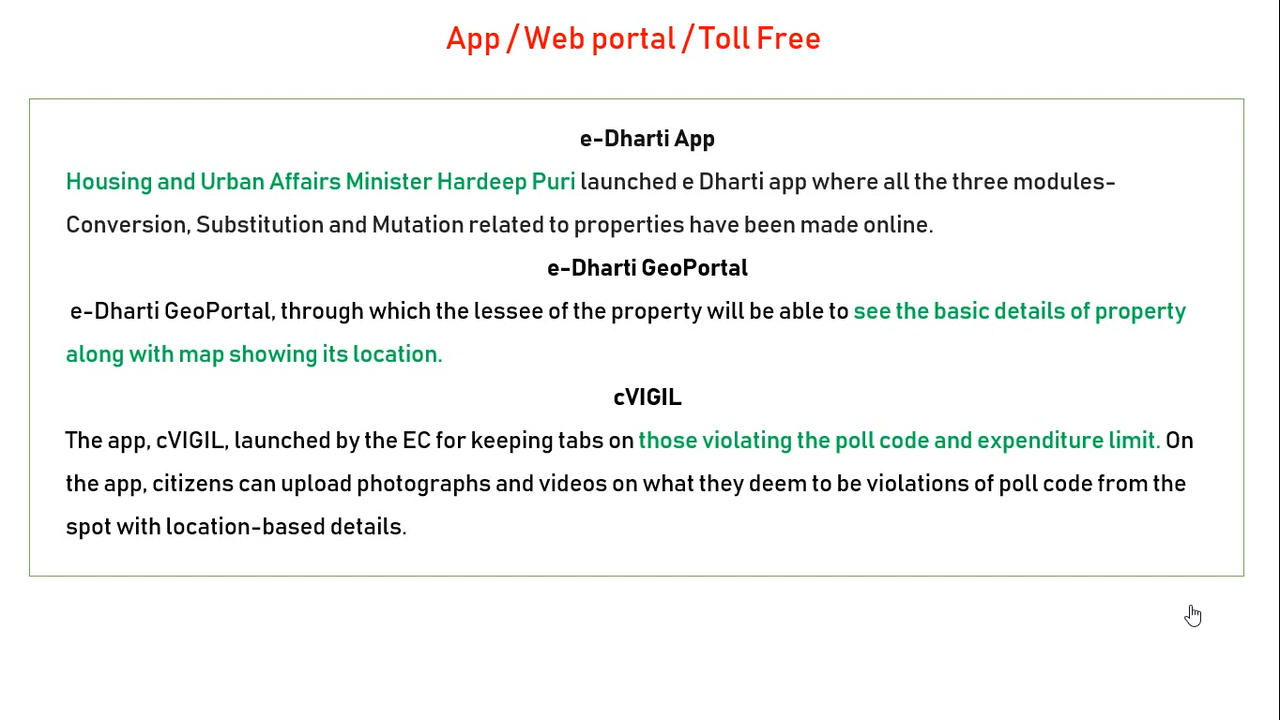 App / Web portal / Toll Free
e-Dharti App
Housing and Urban Affairs Minister Hardeep Puri launched e Dharti app where all the three modules-
Conversion, Substitution and Mutation related to properties have been made online.
e-Dharti GeoPortal
e-Dharti GeoPortal, through which the lessee of the property will be able to see the basic details of property
along with map showing its location.
cVIGIL
The app, cVIGIL, launched by the EC for keeping tabs on those violating the poll code and expenditure limit. On
the app, citizens can upload photographs and videos on what they deem to be violations of poll code from the
spot with location-based details.